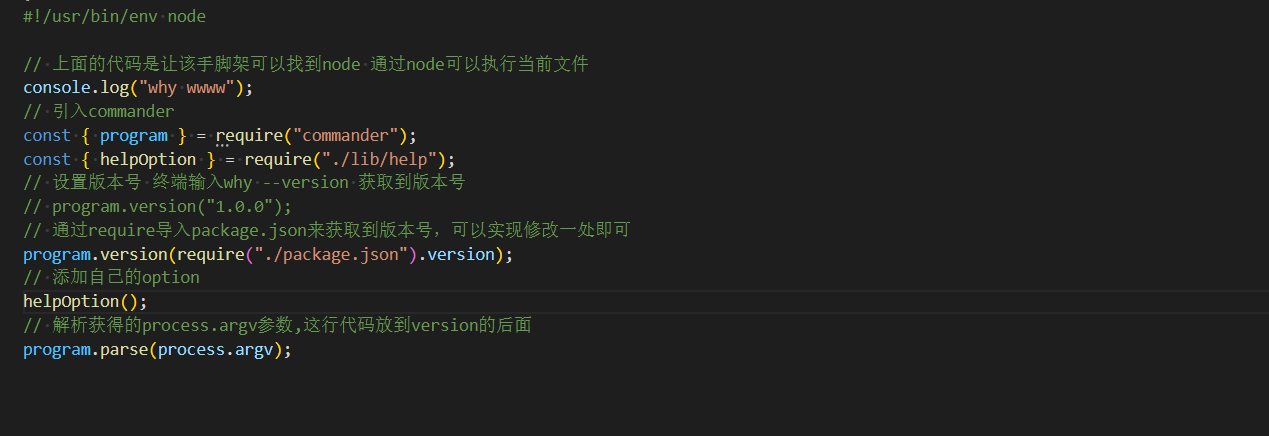 #!/usr/bin/env node
// 上面的代码是让该手脚架可以找到node 通过node可以执行当前文件
console.log("why wwww");
// 引入commander
const { program } = require("commander");
const { helpOption } = require("./lib/help");
// 设置版本号 终端输入why --version 获取到版本号
// program.version("1.0.0");
// 通过require导入package.json来获取到版本号，可以实现修改一处即可
program.version(require("./package.json").version);
// 添加自己的option
helpOption();
// 解析获得的process.argv参数,这行代码放到version的后面
program.parse(process.argv);